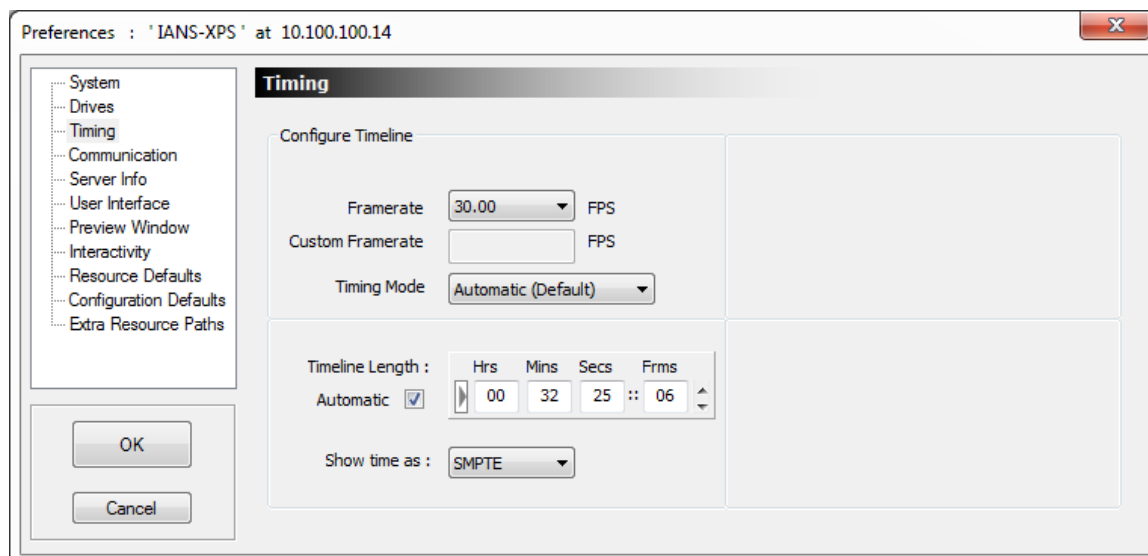 Preferences : ' IANS-XPS ' at 10.100.100.14
System
Drives
Timing
Communication
Server Info
User Interface
Preview Window
Interactivity
Resource Defaults
Configuration Defaults
Extra Resource Paths
OK
Cancel
Timing
Configure Timeline
Framerate 30.00 FPS
Custom Framerate FPS
Timing Mode Automatic (Default)
Timeline Length : Hrs Mins Secs Frms
Automatic 00 32 25 :: 06
Show time as : SMPTE